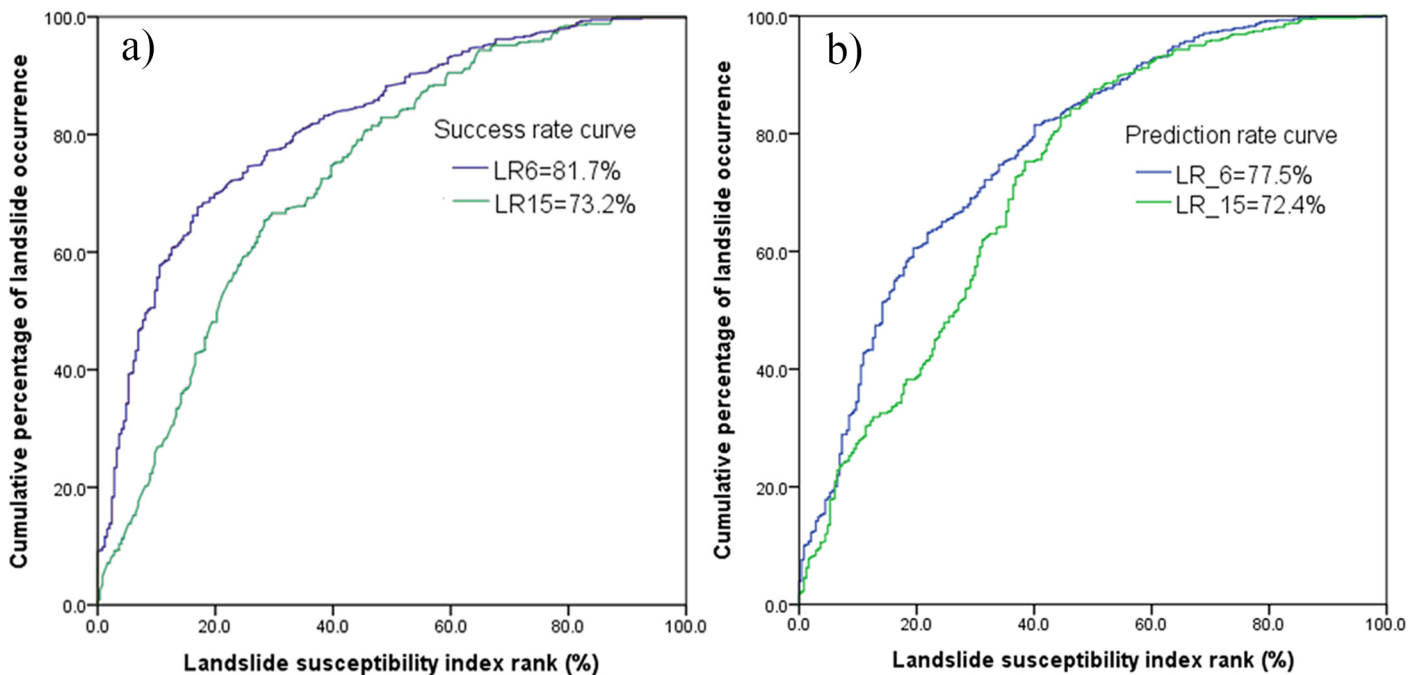 a)
Success rate curve
LR6=81.7%
LR15=73.2%
Cumulative percentage of landslide occurrence
100.0
80.0
60.0
40.0
20.0
0.0
0.0 20.0 40.0 60.0 80.0 100.0
Landslide susceptibility index rank (%)
b)
Prediction rate curve
LR_6=77.5%
LR_15=72.4%
Cumulative percentage of landslide occurrence
100.0
80.0
60.0
40.0
20.0
0.0
0.0 20.0 40.0 60.0 80.0 100.0
Landslide susceptibility index rank (%)